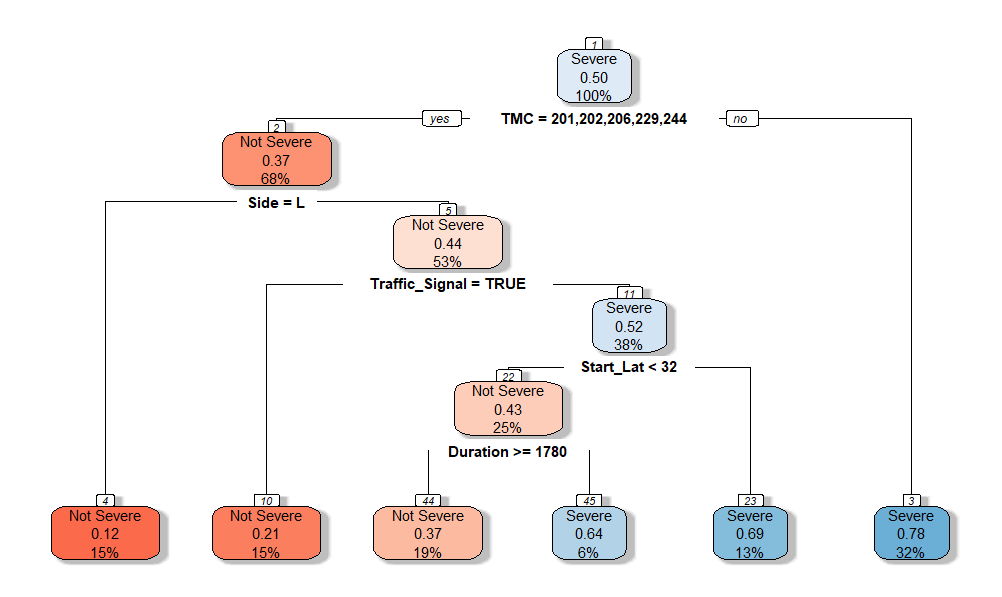 1
Severe
0.50
100%
yes
TMC = 201,202,206,229,244
no
2
Not Severe
0.37
68%
Side = L
5
Not Severe
0.44
53%
Traffic_Signal = TRUE
11
Severe
0.52
38%
Start_Lat < 32
22
Not Severe
0.43
25%
Duration >= 1780
4
Not Severe
0.12
15%
10
Not Severe
0.21
15%
44
Not Severe
0.37
19%
45
Severe
0.64
6%
23
Severe
0.69
13%
3
Severe
0.78
32%